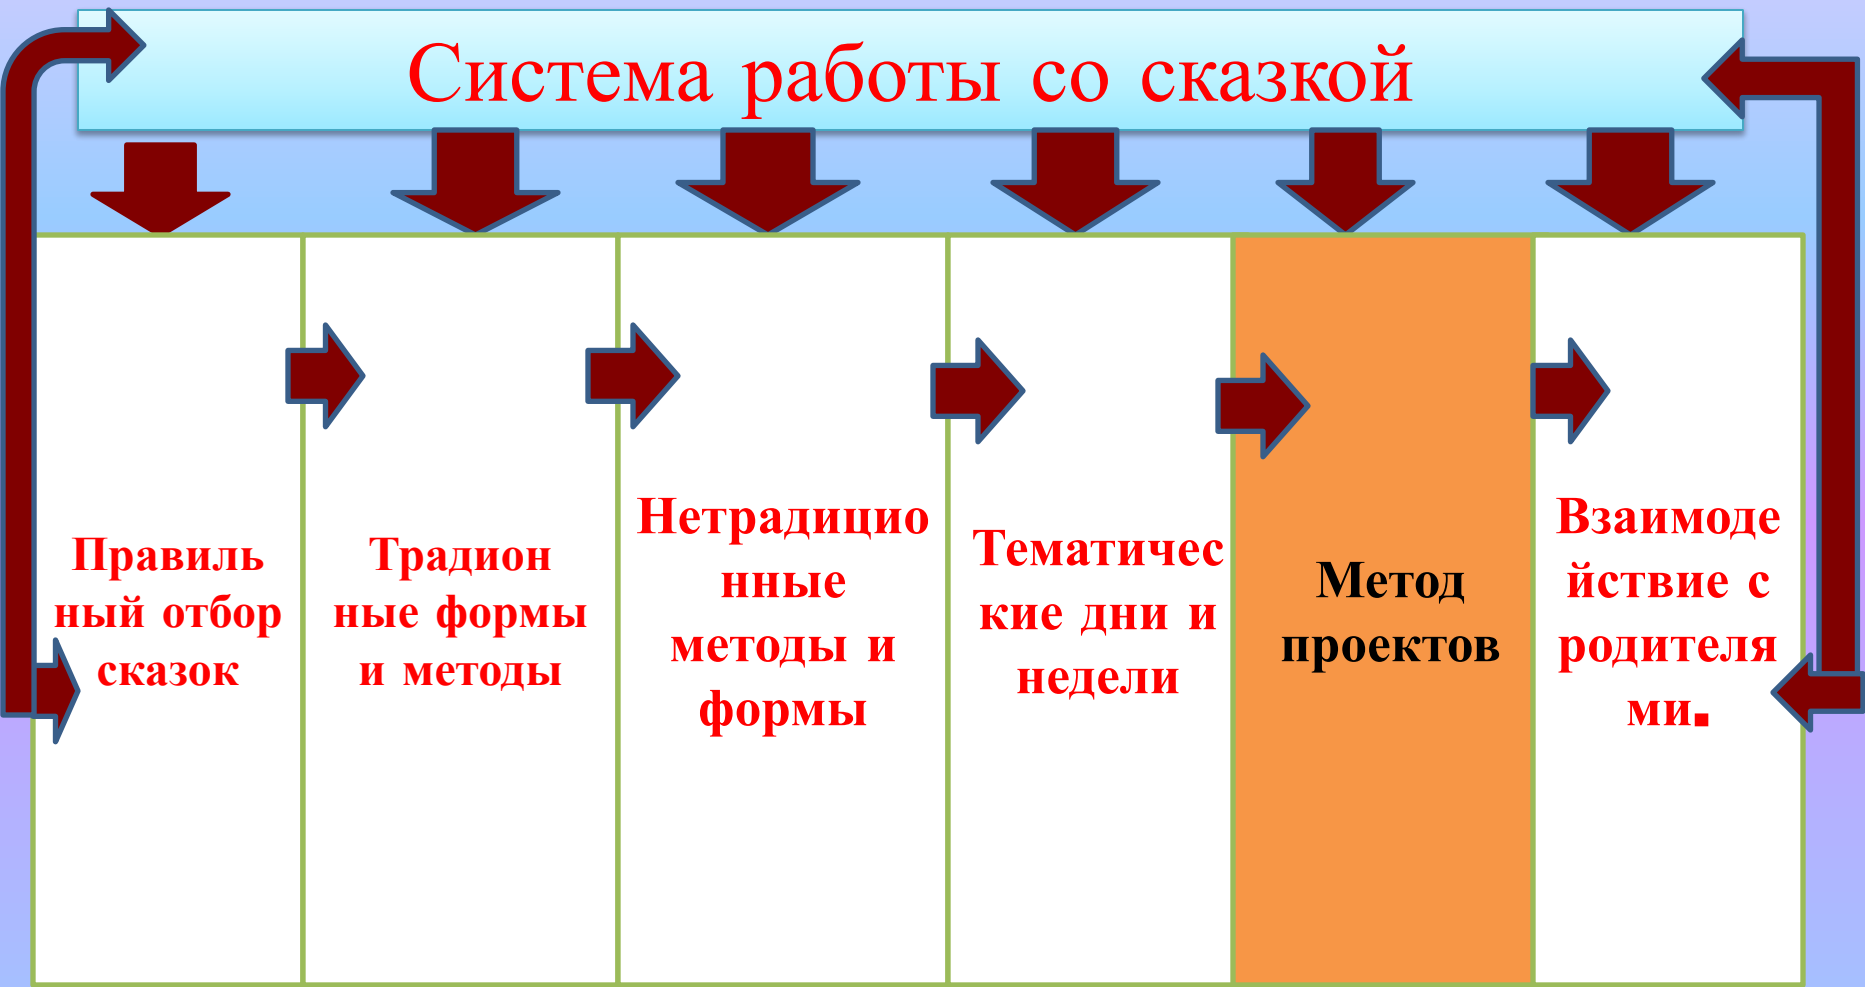 Система работы со сказкой
Правиль
ный отбор
сказок
Традион
ные формы
и методы
Нетрадицио
нные
методы и
формы
Тематичес
кие дни и
недели
Метод
проектов
Взаимоде
йствие с
родителя
ми.